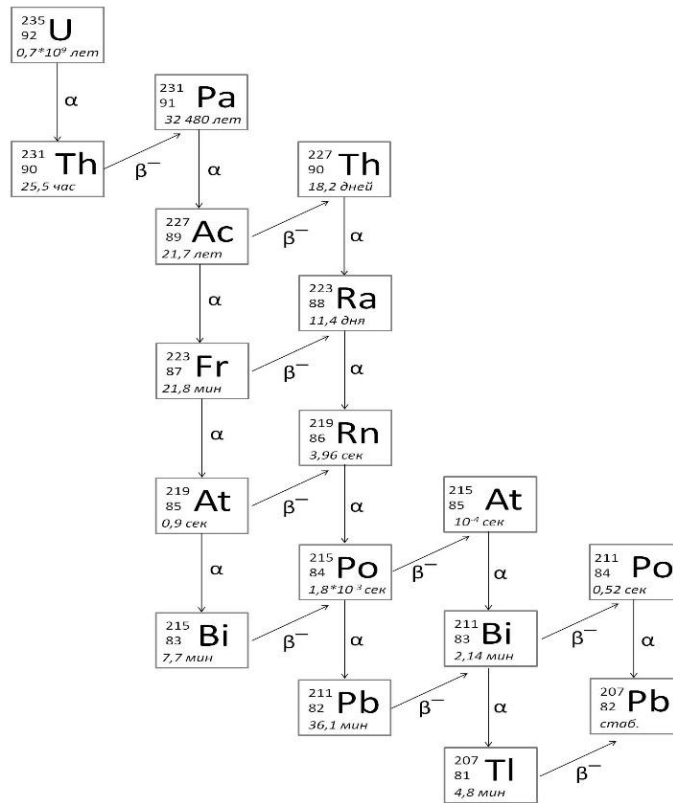 235
92 U
0,7*10⁹ лет
α
231
91 Pa
32 480 лет
231
90 Th
25,5 час
β⁻
α
227
90 Th
18,2 дней
227
89 Ac
21,7 лет
β⁻
α
α
223
88 Ra
11,4 дня
223
87 Fr
21,8 мин
β⁻
α
α
219
86 Rn
3,96 сек
219
85 At
0,9 сек
β⁻
α
215
85 At
10⁻⁴ сек
α
215
84 Po
1,8*10⁻³ сек
β⁻
α
211
84 Po
0,52 сек
215
83 Bi
7,7 мин
β⁻
α
211
83 Bi
2,14 мин
β⁻
α
211
82 Pb
36,1 мин
β⁻
α
207
82 Pb
стаб.
207
81 Tl
4,8 мин
β⁻